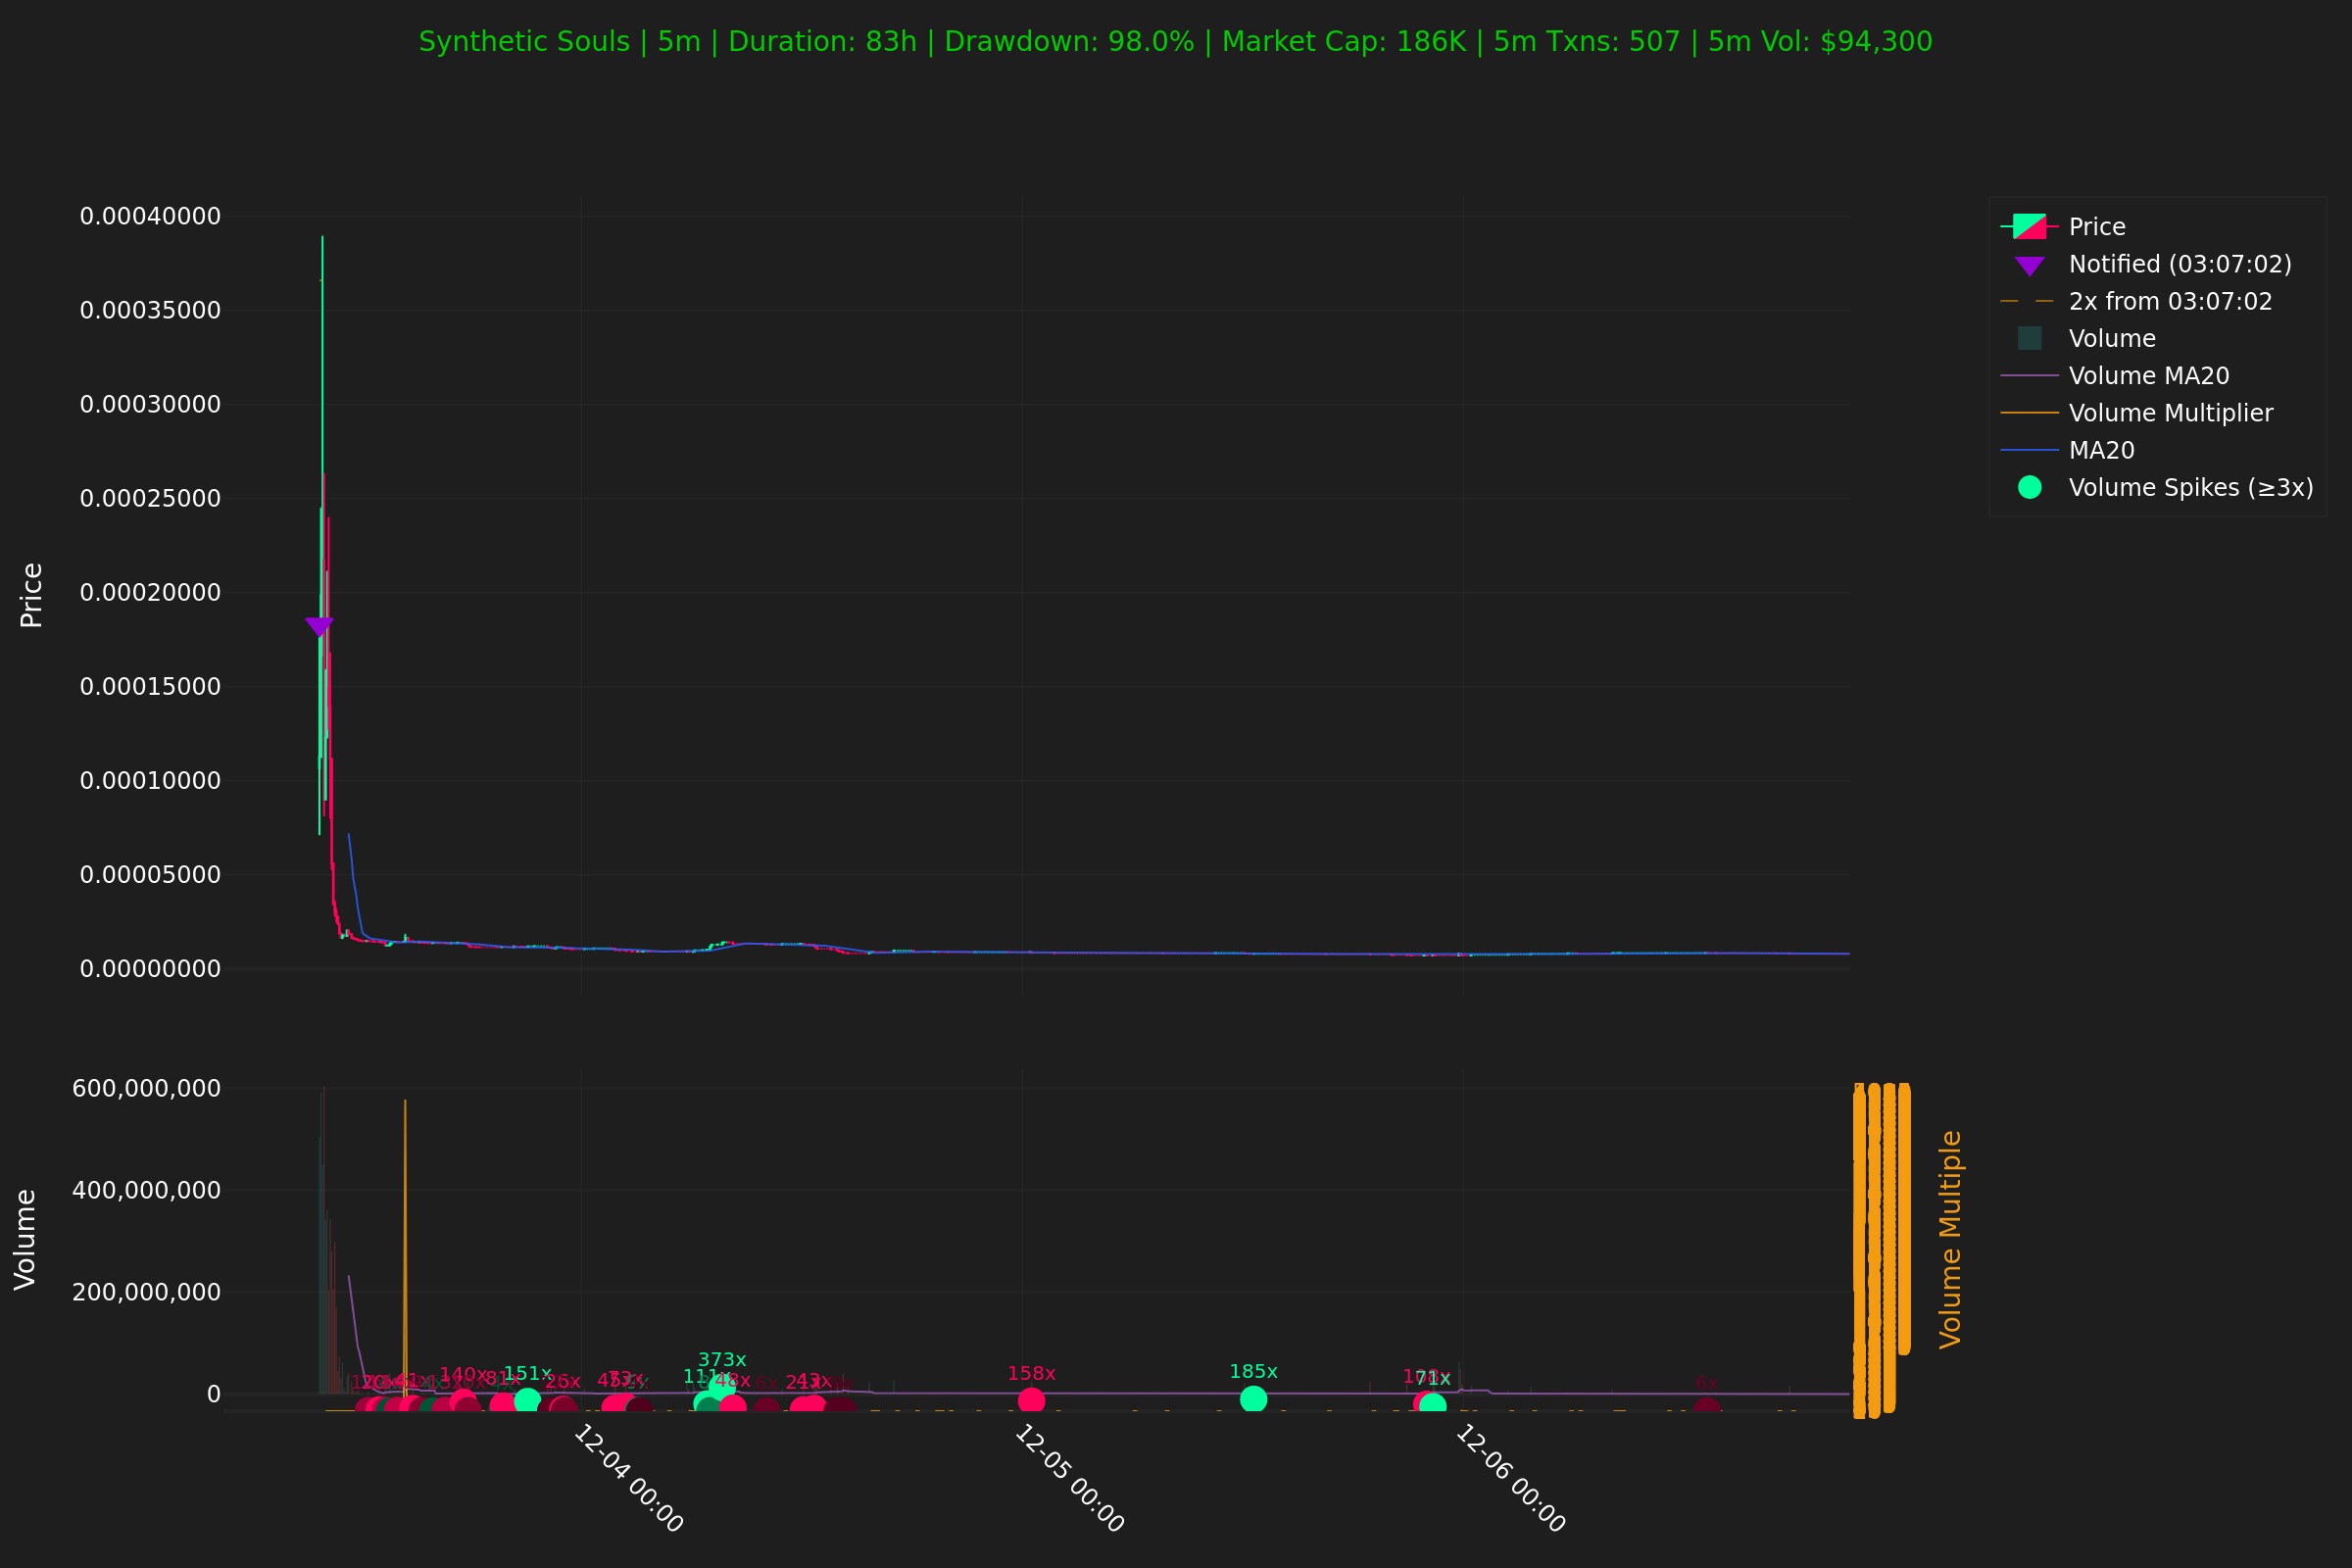 Synthetic Souls | 5m | Duration: 83h | Drawdown: 98.0% | Market Cap: 186K | 5m Txns: 507 | 5m Vol: $94,300
Price
0.00040000
0.00035000
0.00030000
0.00025000
0.00020000
0.00015000
0.00010000
0.00005000
0.00000000
Price
Notified (03:07:02)
2x from 03:07:02
Volume
Volume MA20
Volume Multiplier
MA20
Volume Spikes (≥3x)
Volume
600,000,000
400,000,000
200,000,000
0
140x
81x
151x
26x
373x
48x
158x
185x
71x
6x
Volume Multiple
12-04 00:00
12-05 00:00
12-06 00:00